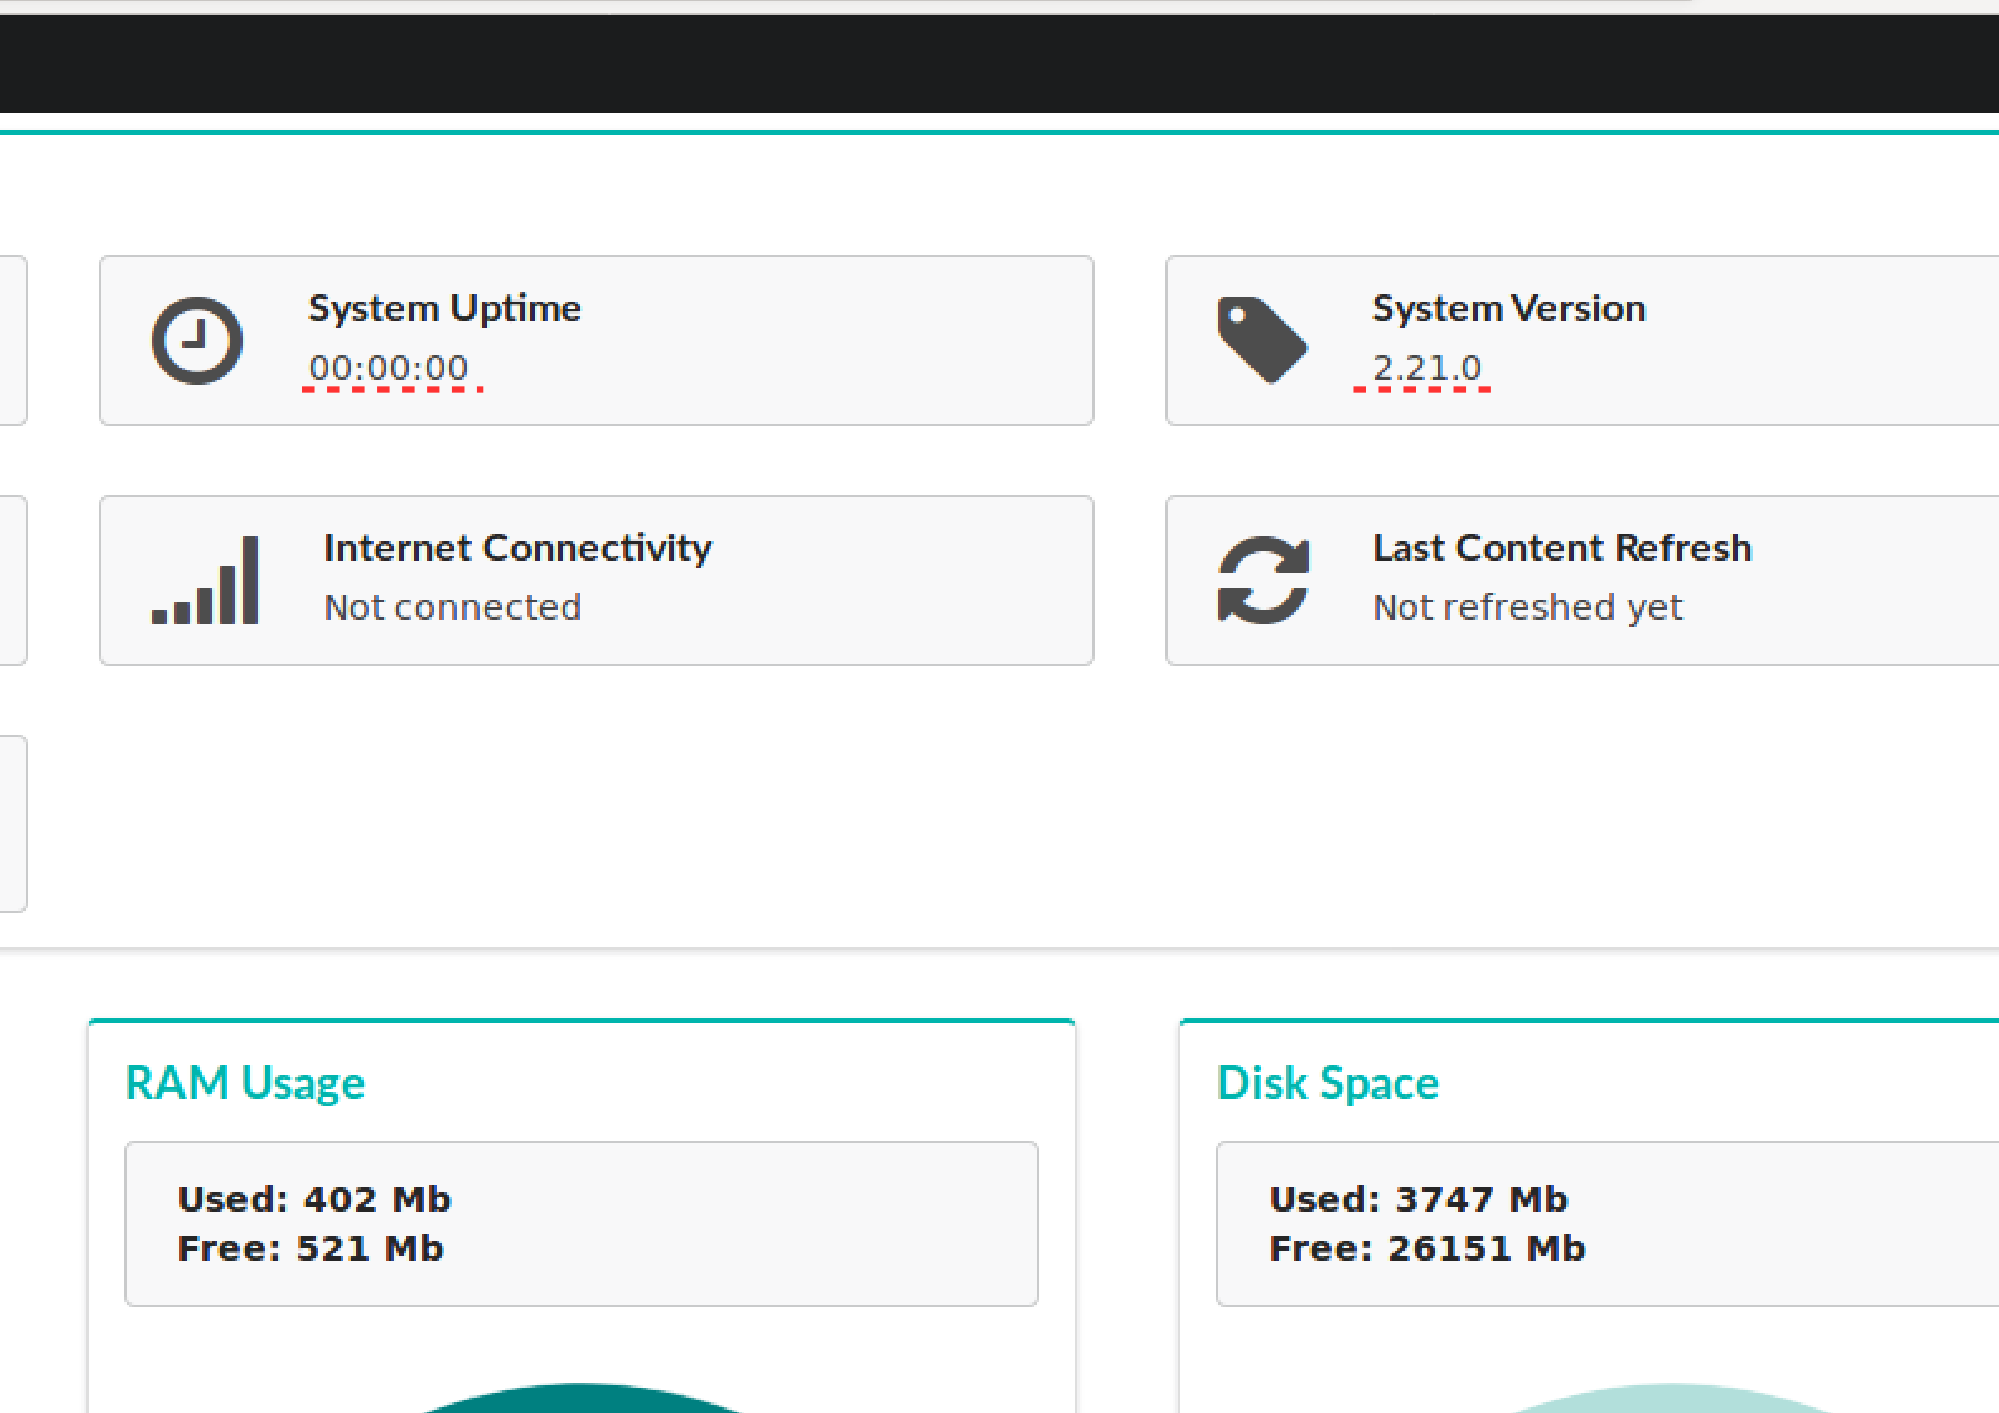 System Uptime
00:00:00
System Version
2.21.0
Internet Connectivity
Not connected
Last Content Refresh
Not refreshed yet
RAM Usage
Used: 402 Mb
Free: 521 Mb
Disk Space
Used: 3747 Mb
Free: 26151 Mb